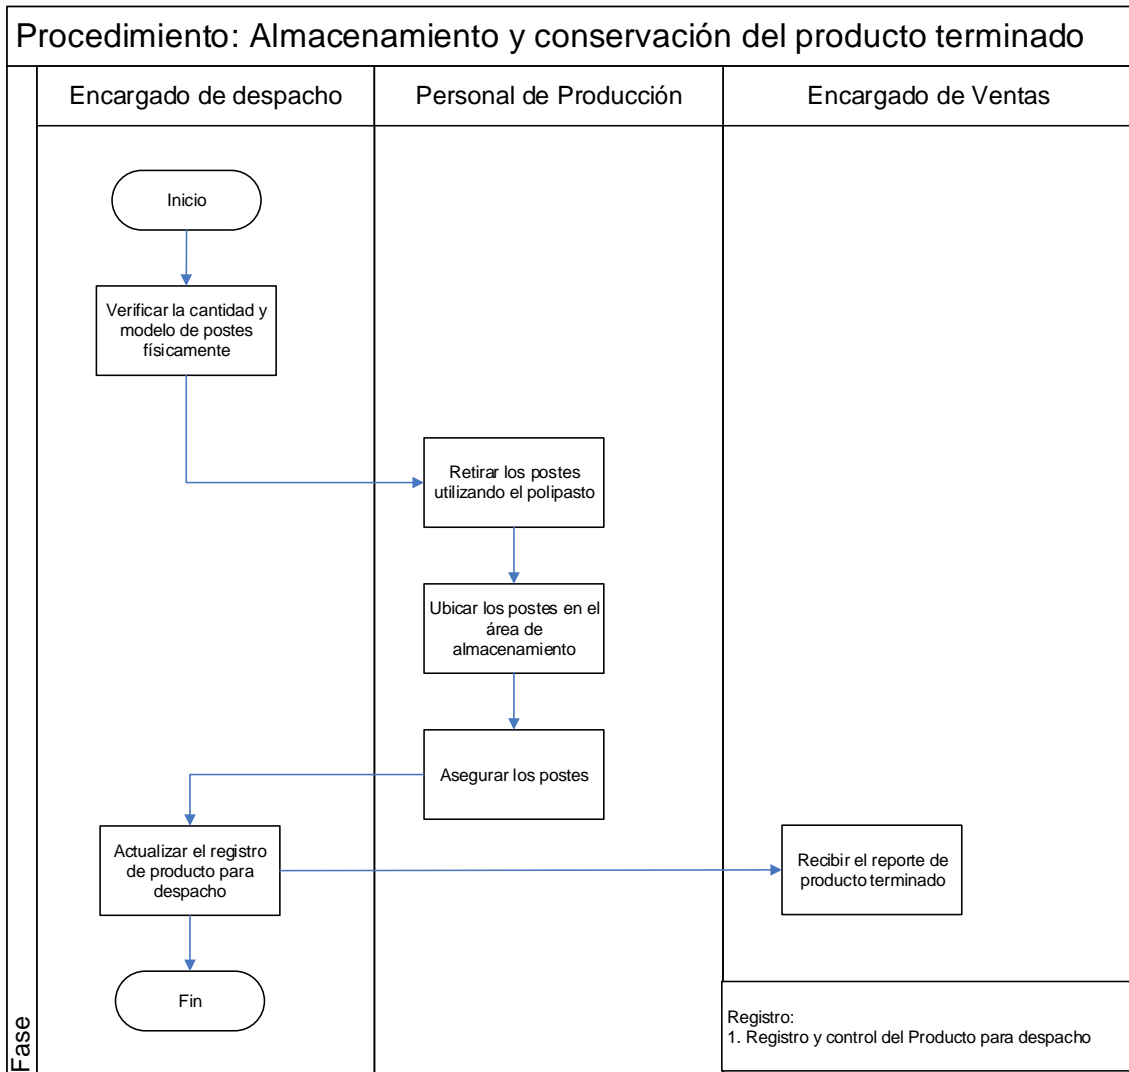 Procedimiento: Almacenamiento y conservación del producto terminado
Encargado de despacho
Personal de Producción
Encargado de Ventas
Inicio
Verificar la cantidad y
modelo de postes
físicamente
Retirar los postes
utilizando el polipasto
Ubicar los postes en el
área de
almacenamiento
Asegurar los postes
Actualizar el registro
de producto para
despacho
Recibir el reporte de
producto terminado
Fin
Registro:
1. Registro y control del Producto para despacho
Fase